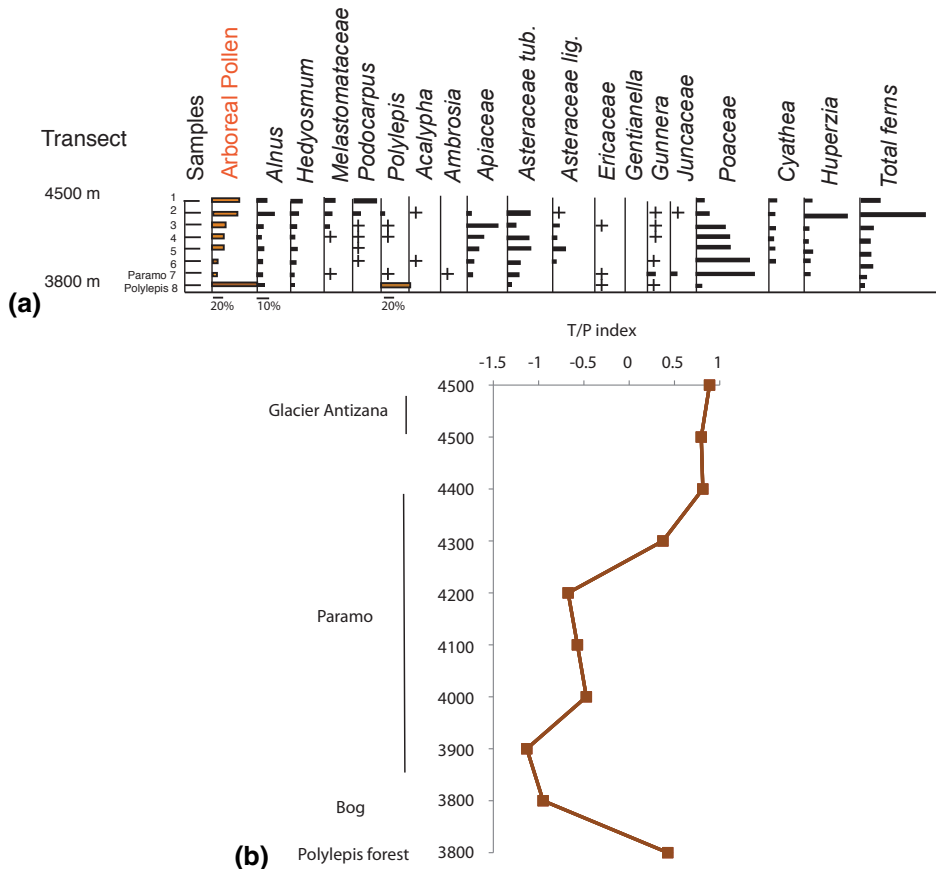 (a)
Transect
Samples
Arboreal Pollen
Alnus
Hedyosmum
Melastomataceae
Podocarpus
Polylepis
Acalypha
Ambrosia
Apiaceae
Asteraceae tub.
Asteraceae lig.
Ericaceae
Gentianella
Gunnera
Juncaceae
Poaceae
Cyathea
Huperzia
Total ferns
4500 m
1
2
+ + + +
3
+ + + +
4
+ + + +
5
+
6
+ + +
3800 m
Paramo 7
+ + + +
Polylepis 8
+ +
20%
10%
20%
T/P index
-1.5 -1 -0.5 0 0.5 1
4500
Glacier Antizana
4500
4400
4300
4200
Paramo
4100
4000
3900
Bog
3800
(b)
Polylepis forest
3800